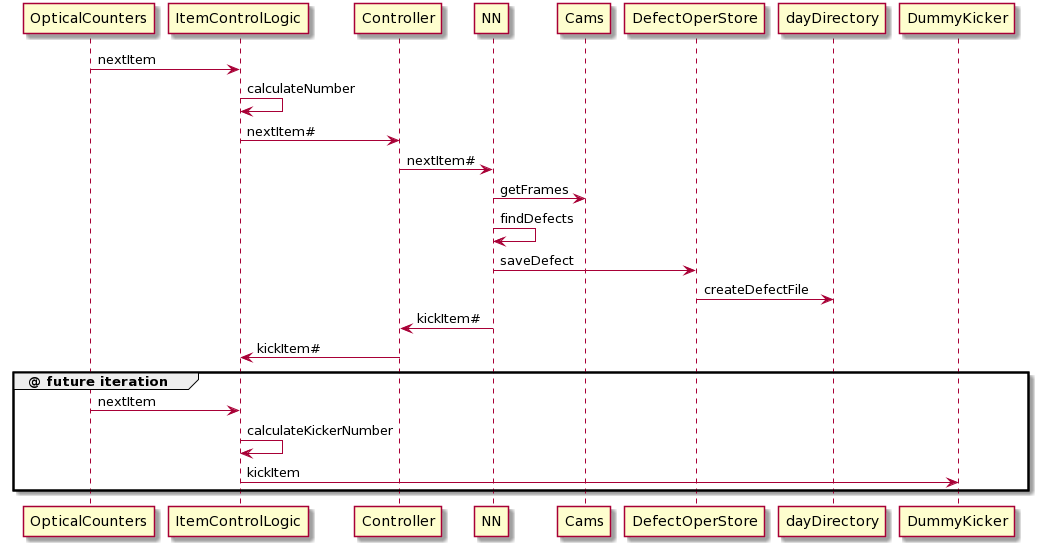 OpticalCounters ItemControlLogic Controller NN Cams DefectOperStore dayDirectory DummyKicker
nextItem
calculateNumber
nextItem#
nextItem#
getFrames
findDefects
saveDefect
createDefectFile
kickItem#
kickItem#
@ future iteration
nextItem
calculateKickerNumber
kickItem
OpticalCounters ItemControlLogic Controller NN Cams DefectOperStore dayDirectory DummyKicker